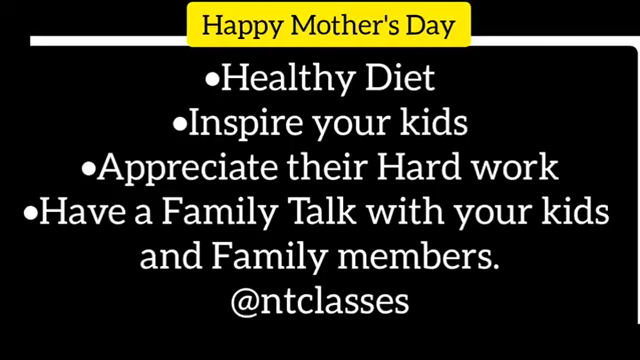 Happy Mother's Day
•Healthy Diet
•Inspire your kids
•Appreciate their Hard work
•Have a Family Talk with your kids
and Family members.
@ntclasses